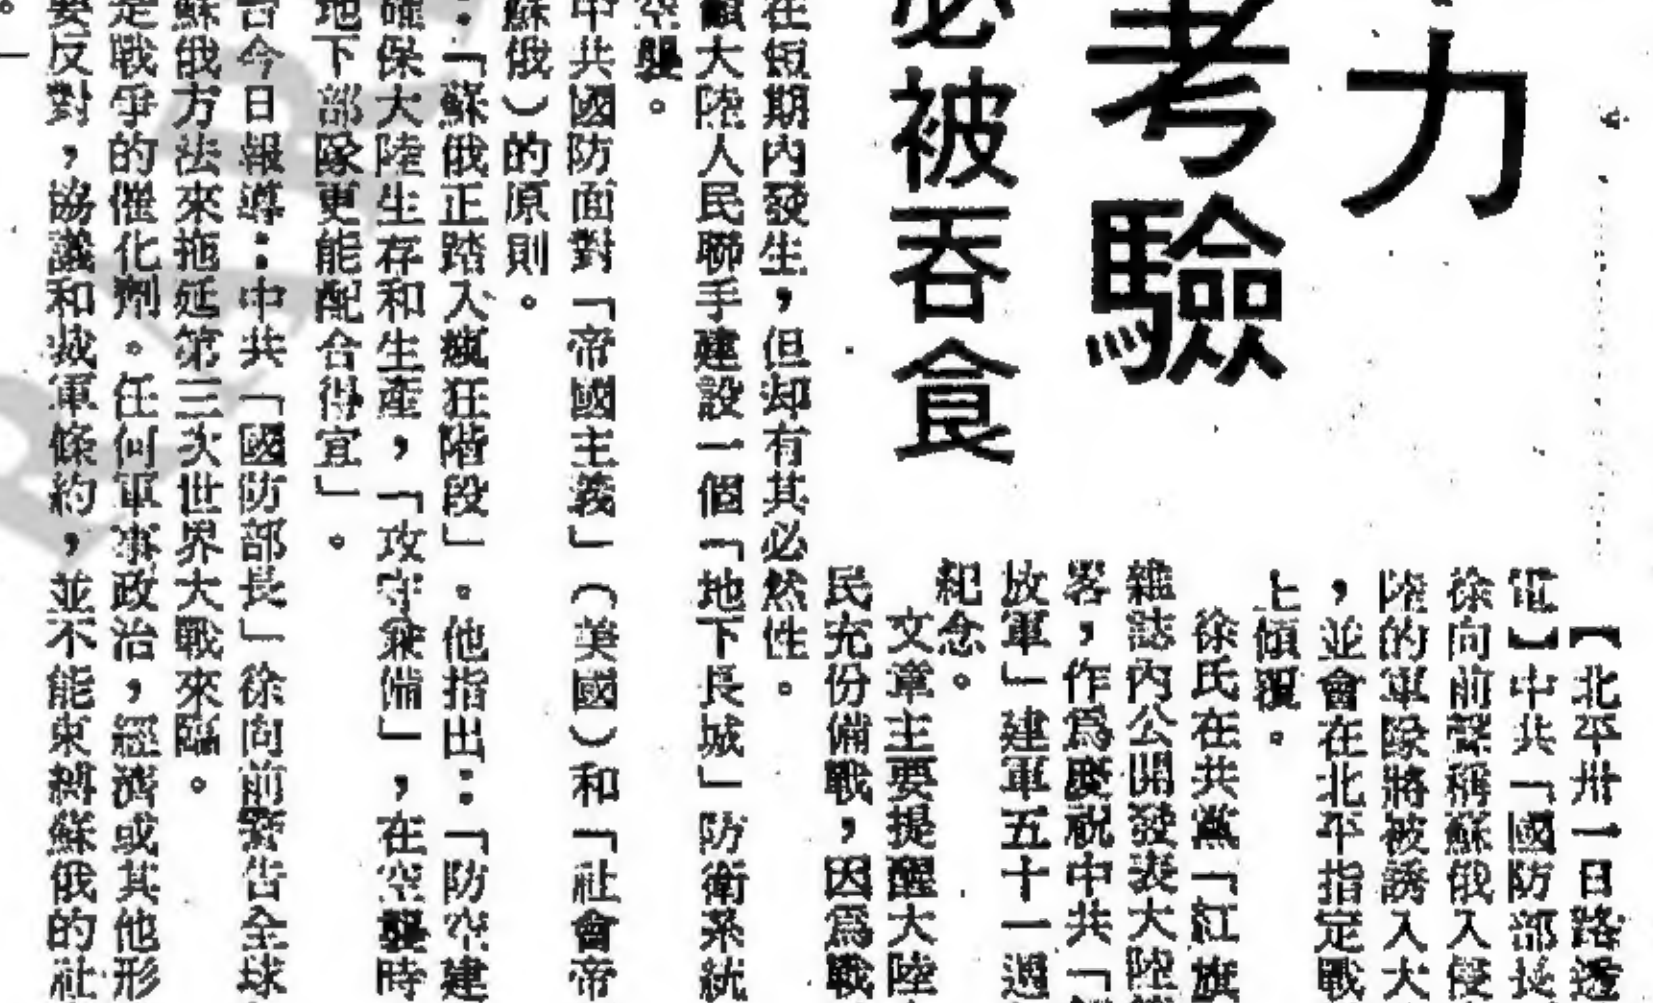 力
考驗
必被吞食
【北平卅一日路透
電】中共「國防部長
徐向前聲稱蘇俄入侵
陸的軍隊將被誘入大
，並會在北平指定戰
上傾覆。
徐氏在共黨「紅旗
雜誌內公開發表大陸
客，作爲慶祝中共「
放軍」建軍五十一週
紀念。
文章主要提醒大陸
民充份備戰，因爲戰
在短期內發生，但却有其必然性。
大陸人民聯手建設一個「地下長城」防衛系統
空襲。
中共國防面對「帝國主義」（美國）和「社會帝
蘇俄）的原則。
：「蘇俄正踏入瘋狂階段」。他指出：「防空建
確保大陸生存和生產，「攻守兼備」，在空襲時
地下部隊更能配合得宜」。
今日報導：中共「國防部長」徐向前警告全球
蘇俄方法來拖延第三次世界大戰來臨。
是戰爭的催化劑。任何軍事政治，經濟或其他形
要反對，協議和裁軍條約，並不能束縛蘇俄的社